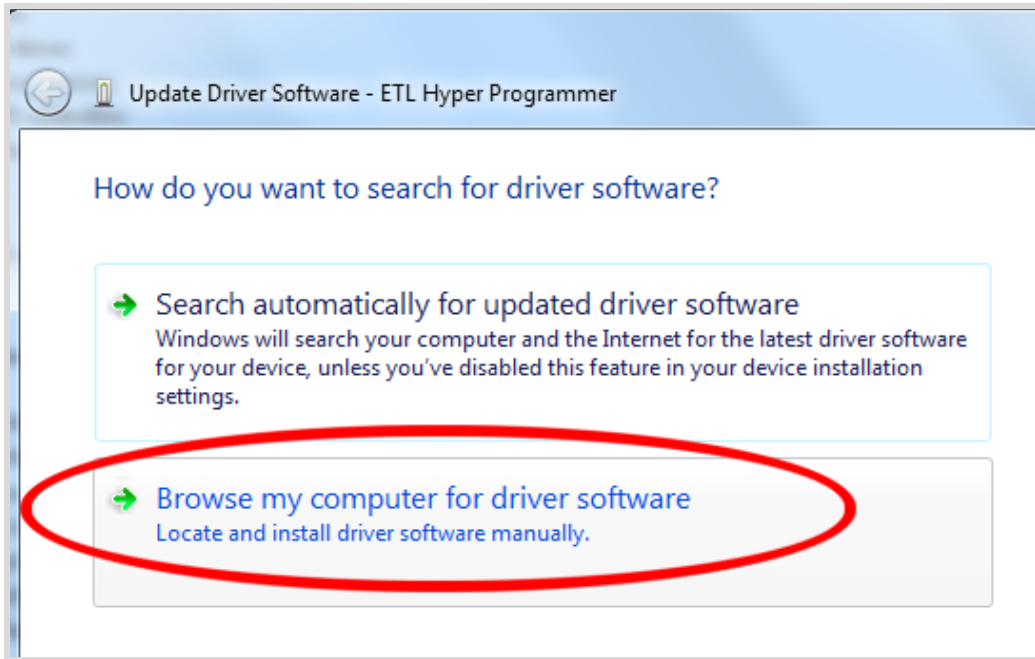 Update Driver Software - ETL Hyper Programmer
How do you want to search for driver software?
Search automatically for updated driver software
Windows will search your computer and the Internet for the latest driver software
for your device, unless you've disabled this feature in your device installation
settings.
Browse my computer for driver software
Locate and install driver software manually.